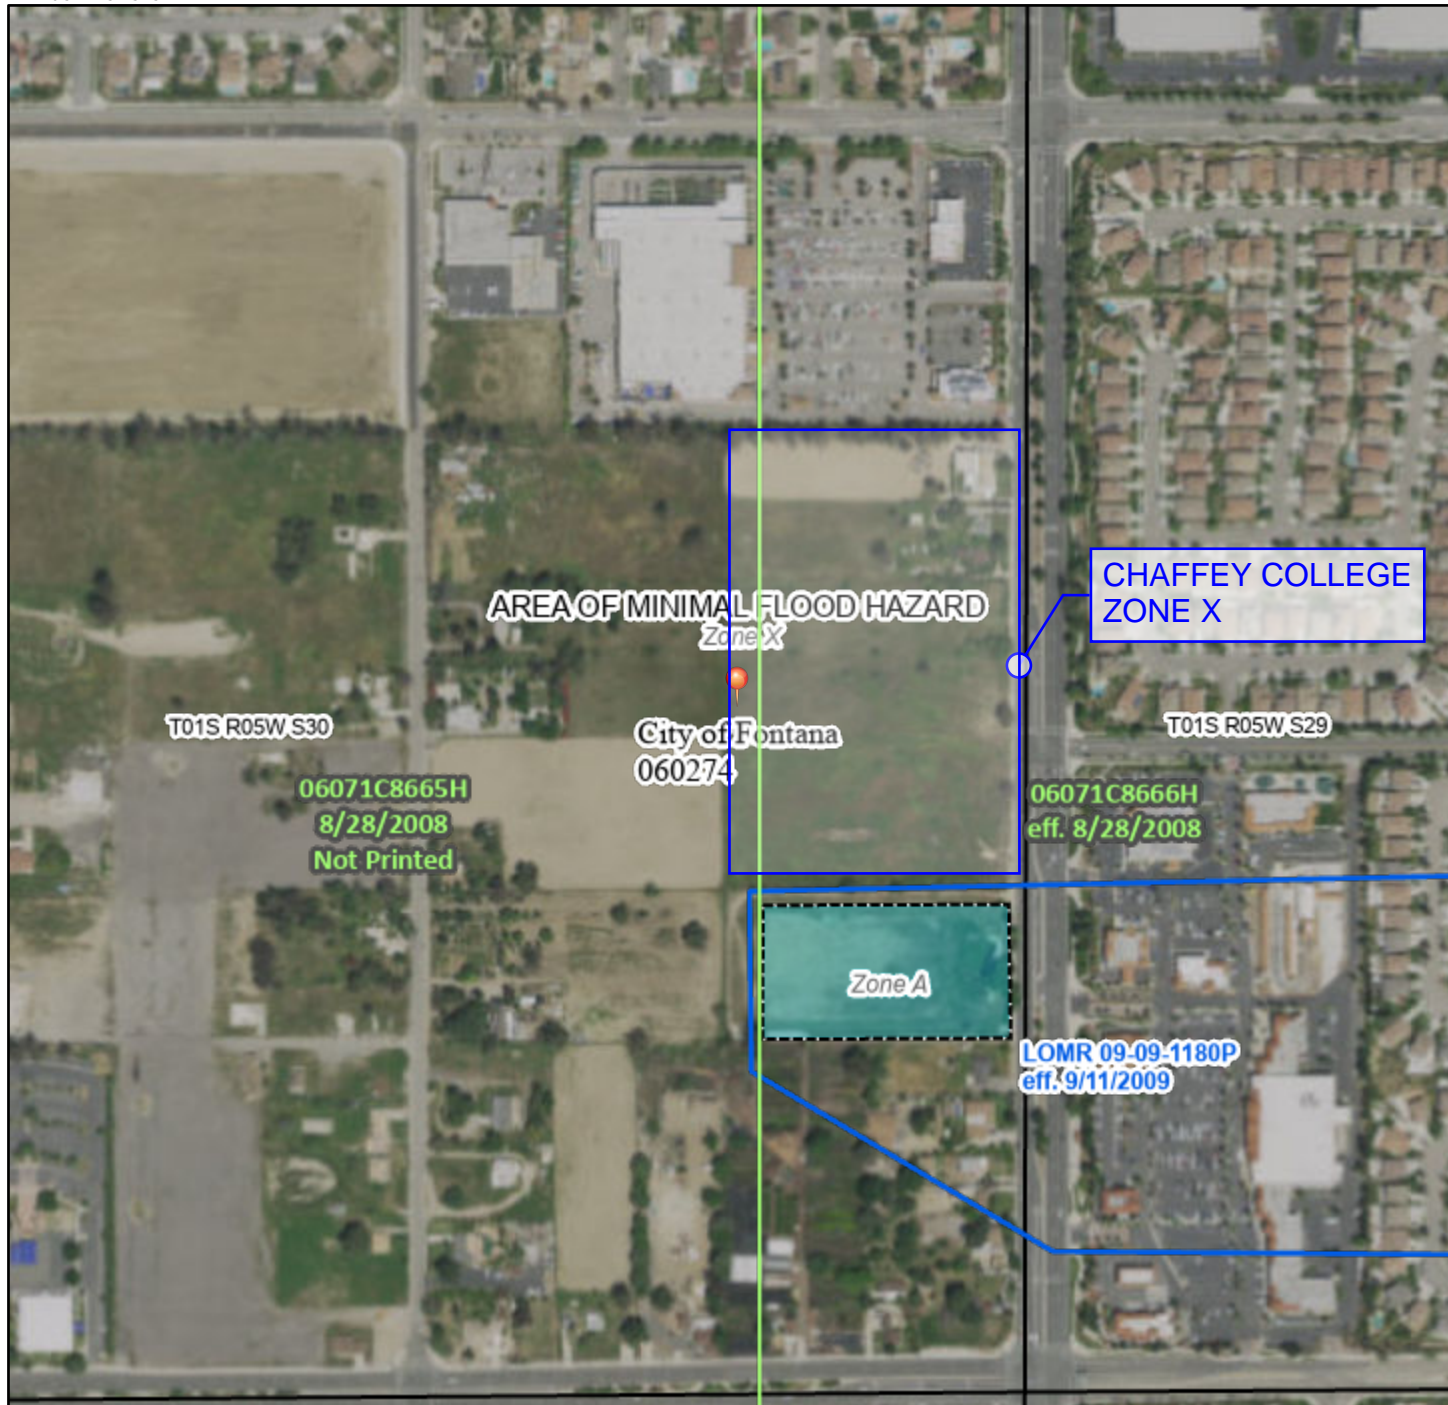 CHAFFEY COLLEGE
ZONE X
AREA OF MINIMAL FLOOD HAZARD
Zone X
City of Fontana
060274
T01S R05W S30
T01S R05W S29
06071C8665H
8/28/2008
Not Printed
06071C8666H
eff. 8/28/2008
Zone A
LOMR 09-09-1180P
eff. 9/11/2009